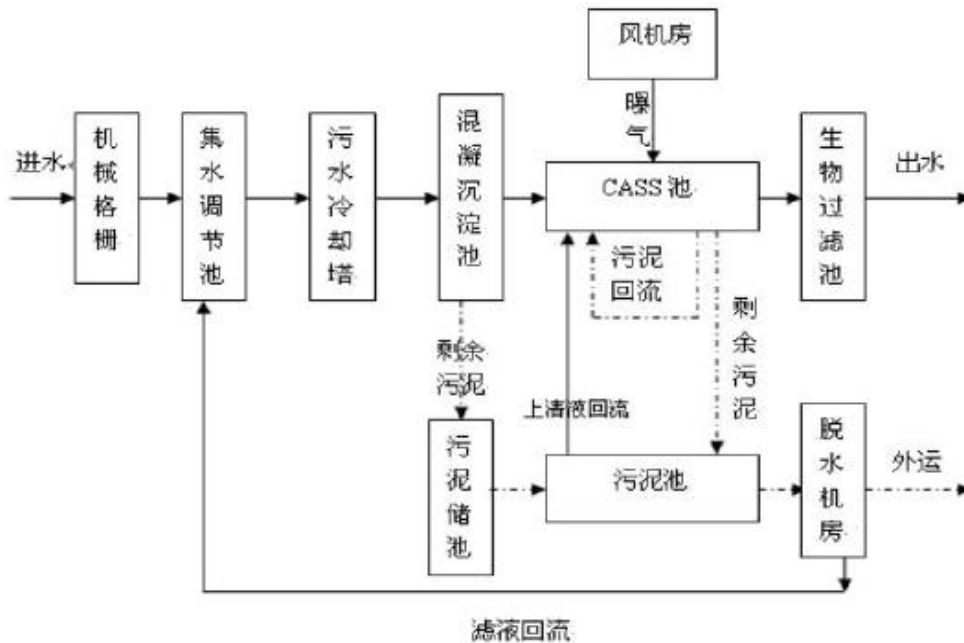 风机房
曝气
进水
机械格栅
集水调节池
污水冷却塔
混凝沉淀池
CASS池
生物过滤池
出水
污泥
回流
剩余污泥
剩余
污泥
上清液回流
污泥储池
污泥池
脱水机房
外运
滤液回流